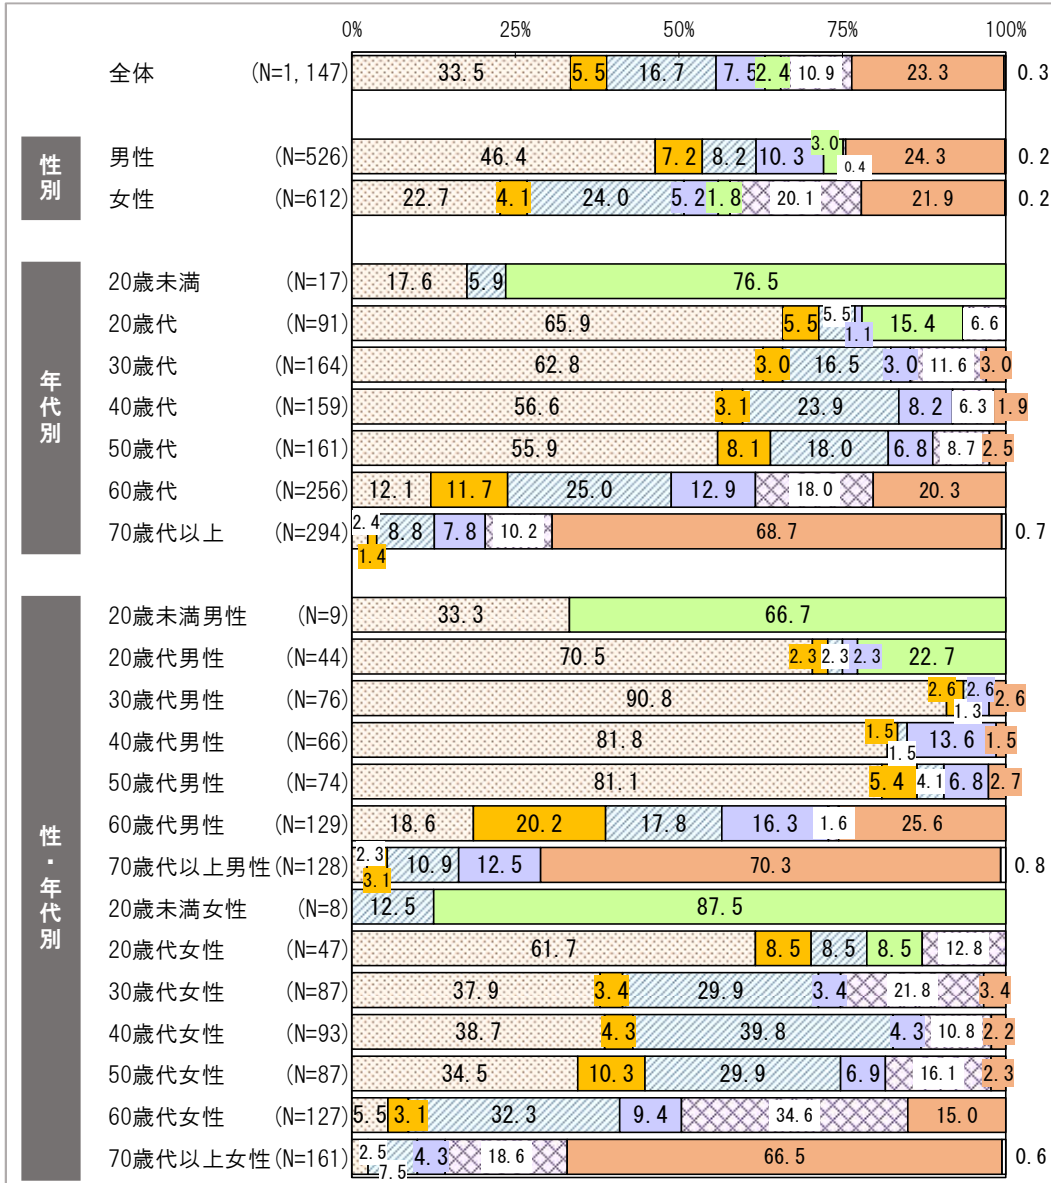 0% 25% 50% 75% 100%
全体 (N=1,147) 33.5 5.5 16.7 7.5 2.4 10.9 23.3 0.3
性別
男性 (N=526) 46.4 7.2 8.2 10.3 3.0 0.4 24.3 0.2
女性 (N=612) 22.7 4.1 24.0 5.2 1.8 20.1 21.9 0.2
年代別
20歳未満 (N=17) 17.6 5.9 76.5
20歳代 (N=91) 65.9 5.5 5.5 1.1 15.4 6.6
30歳代 (N=164) 62.8 3.0 16.5 3.0 11.6 3.0
40歳代 (N=159) 56.6 3.1 23.9 8.2 6.3 1.9
50歳代 (N=161) 55.9 8.1 18.0 6.8 8.7 2.5
60歳代 (N=256) 12.1 11.7 25.0 12.9 18.0 20.3
70歳代以上 (N=294) 2.4 1.4 8.8 7.8 10.2 68.7 0.7
性・年代別
20歳未満男性 (N=9) 33.3 66.7
20歳代男性 (N=44) 70.5 2.3 2.3 2.3 22.7
30歳代男性 (N=76) 90.8 2.6 1.3 2.6 2.6
40歳代男性 (N=66) 81.8 1.5 1.5 13.6 1.5
50歳代男性 (N=74) 81.1 5.4 4.1 6.8 2.7
60歳代男性 (N=129) 18.6 20.2 17.8 16.3 1.6 25.6
70歳代以上男性 (N=128) 2.3 3.1 10.9 12.5 70.3 0.8
20歳未満女性 (N=8) 12.5 87.5
20歳代女性 (N=47) 61.7 8.5 8.5 8.5 12.8
30歳代女性 (N=87) 37.9 3.4 29.9 3.4 21.8 3.4
40歳代女性 (N=93) 38.7 4.3 39.8 4.3 10.8 2.2
50歳代女性 (N=87) 34.5 10.3 29.9 6.9 16.1 2.3
60歳代女性 (N=127) 5.5 3.1 32.3 9.4 34.6 15.0
70歳代以上女性 (N=161) 2.5 7.5 4.3 18.6 66.5 0.6